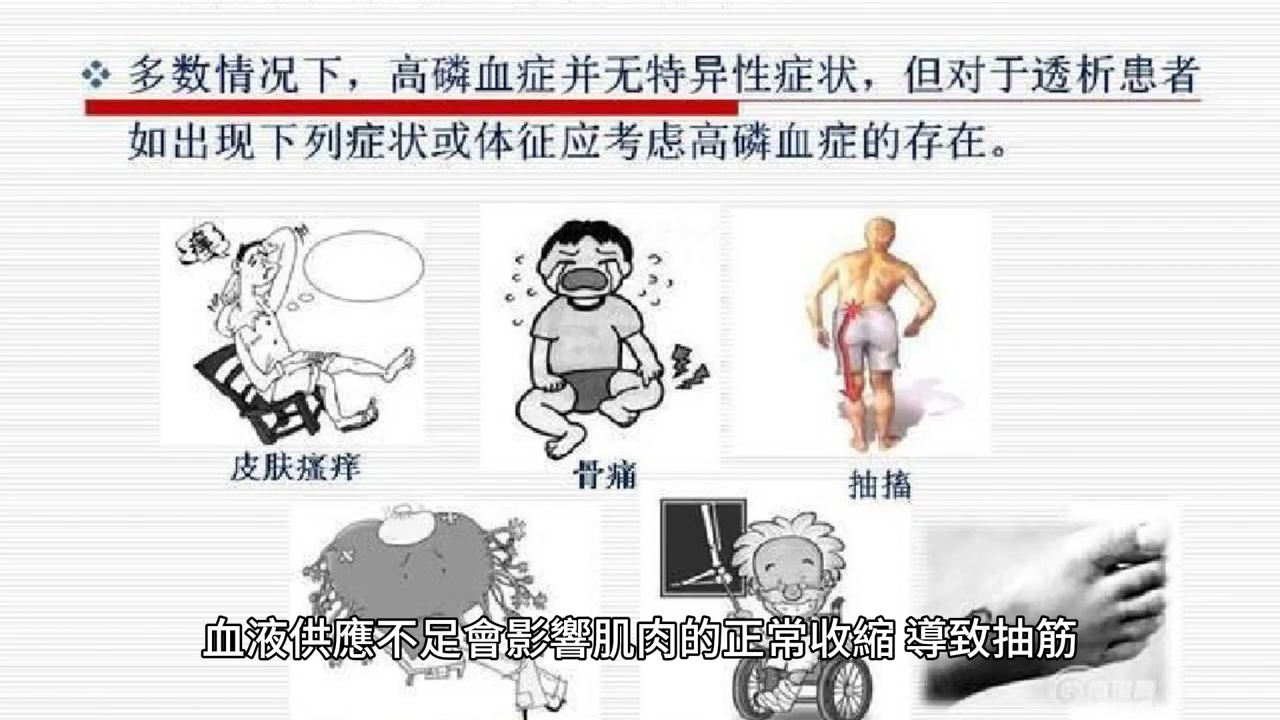 多数情况下，高磷血症并无特异性症状，但对于透析患者
如出现下列症状或体征应考虑高磷血症的存在。
痒
皮肤瘙痒
骨痛
抽搐
血液供應不足會影響肌肉的正常收縮 導致抽筋